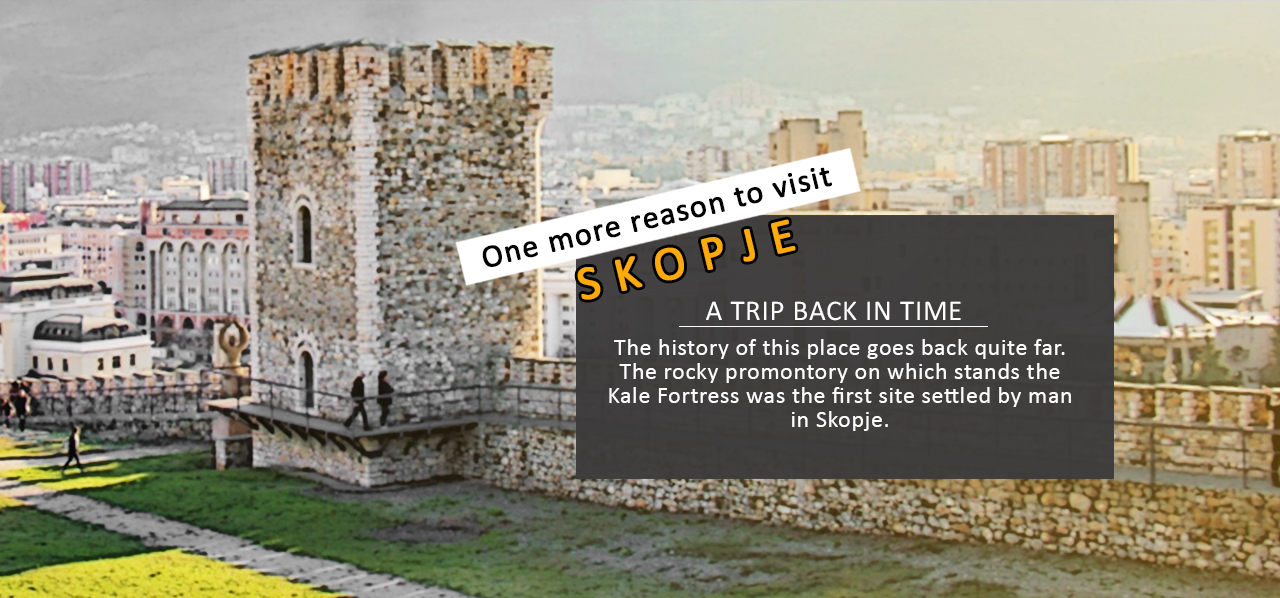 One more reason to visit
SKOPJE
A TRIP BACK IN TIME
The history of this place goes back quite far.
The rocky promontory on which stands the
Kale Fortress was the first site settled by man
in Skopje.